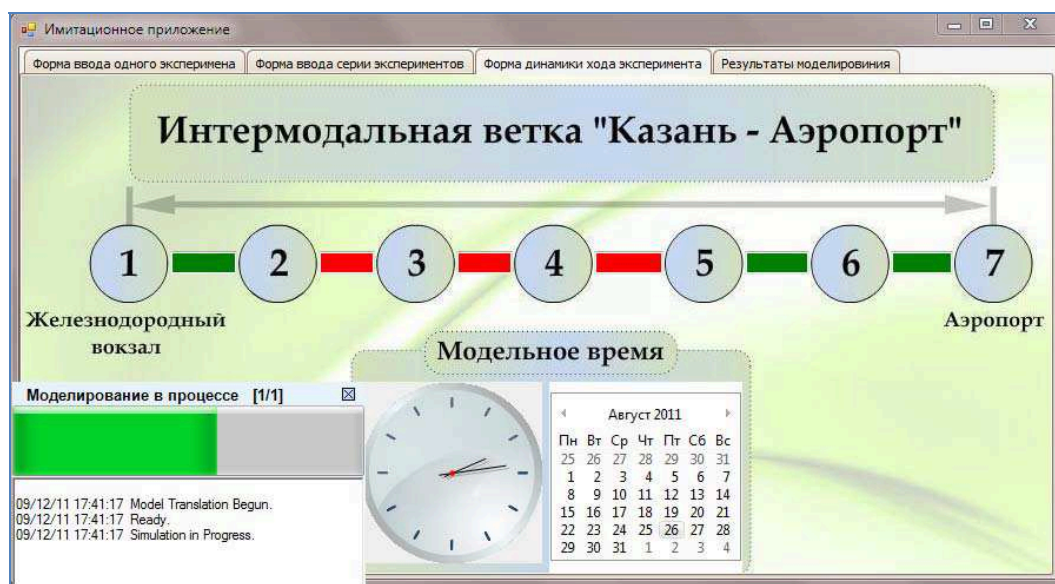 Имитационное приложение
Форма ввода одного эксперимена Форма ввода серии экспериментов Форма динамики хода эксперимента Результаты моделировиния
Интермодальная ветка "Казань - Аэропорт"
1 2 3 4 5 6 7
Железнодородный
вокзал
Аэропорт
Модельное время
Моделирование в процессе [1/1]
09/12/11 17:41:17 Model Translation Begun.
09/12/11 17:41:17 Ready.
09/12/11 17:41:17 Simulation in Progress.
Август 2011
Пн Вт Ср Чт Пт Сб Вс
25 26 27 28 29 30 31
1 2 3 4 5 6 7
8 9 10 11 12 13 14
15 16 17 18 19 20 21
22 23 24 25 26 27 28
29 30 31 1 2 3 4